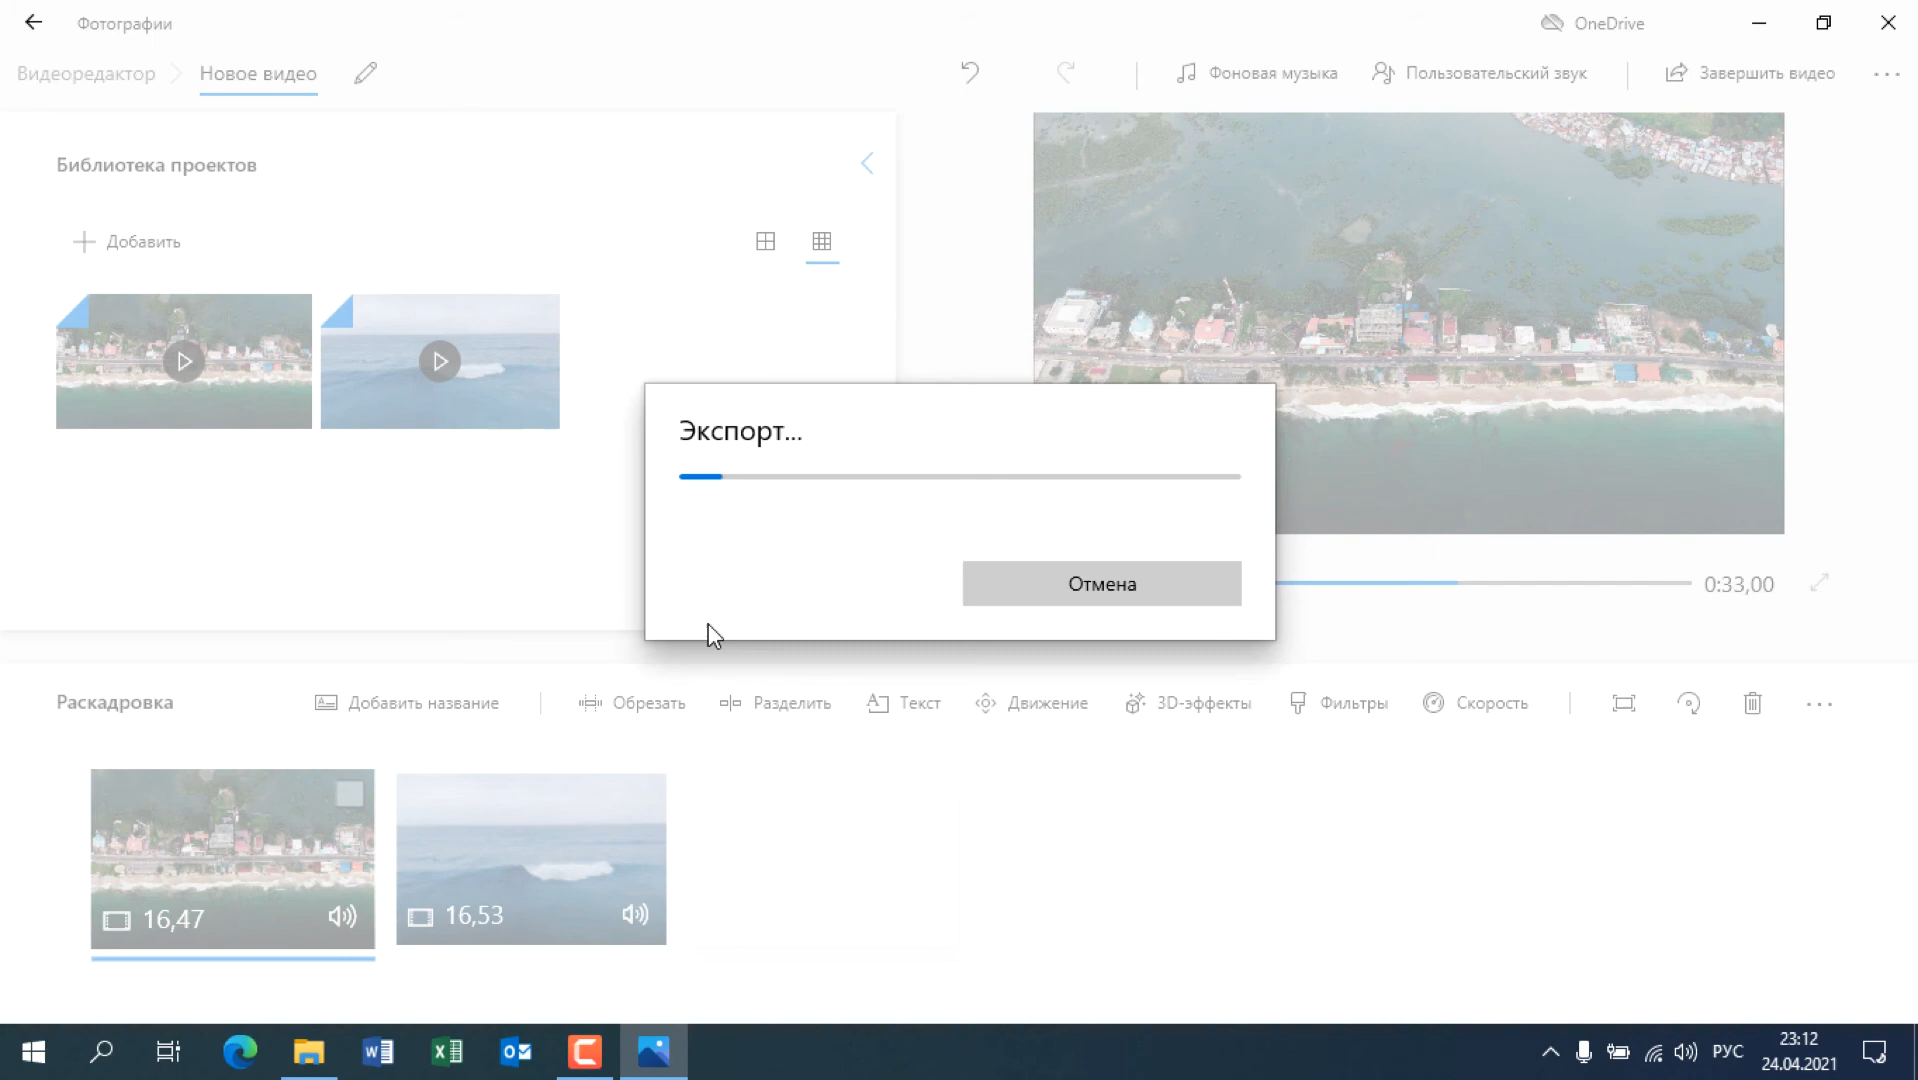 Фотографии
OneDrive
Видеоредактор
Новое видео
Фоновая музыка
Пользовательский звук
Завершить видео
Библиотека проектов
Добавить
Экспорт...
Отмена
0:33,00
Раскадровка
Добавить название
Обрезать
Разделить
Текст
Движение
3D-эффекты
Фильтры
Скорость
16,47
16,53
РУС
23:12
24.04.2021